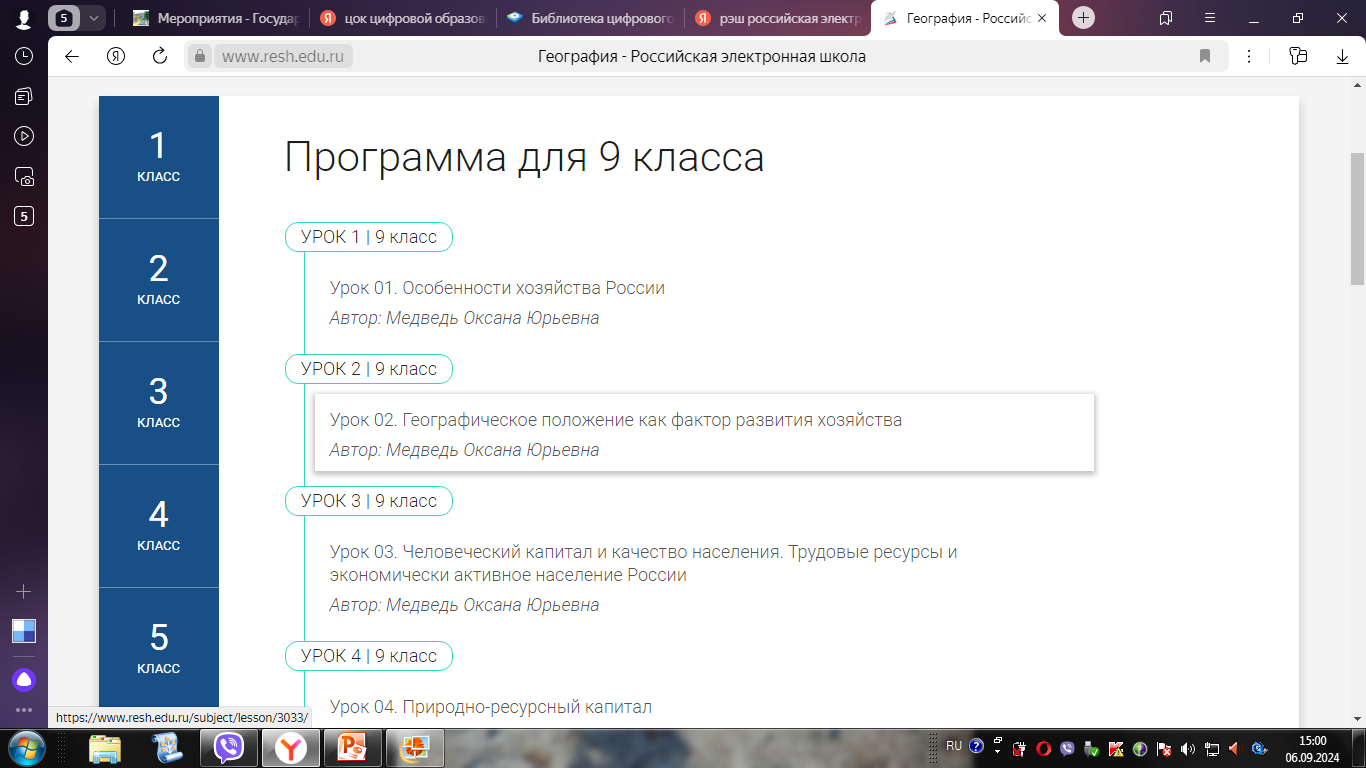 5
Мероприятия - Государ
цок цифровой образов
Библиотека цифрового
рэш российская электр
География - Российс
www.resh.edu.ru
География - Российская электронная школа
5
1
КЛАСС
2
КЛАСС
3
КЛАСС
4
КЛАСС
5
КЛАСС
Программа для 9 класса
УРОК 1 | 9 класс
Урок 01. Особенности хозяйства России
Автор: Медведь Оксана Юрьевна
УРОК 2 | 9 класс
Урок 02. Географическое положение как фактор развития хозяйства
Автор: Медведь Оксана Юрьевна
УРОК 3 | 9 класс
Урок 03. Человеческий капитал и качество населения. Трудовые ресурсы и
экономически активное население России
Автор: Медведь Оксана Юрьевна
УРОК 4 | 9 класс
Урок 04. Природно-ресурсный капитал
https://www.resh.edu.ru/subject/lesson/3033/
RU
15:00
06.09.2024